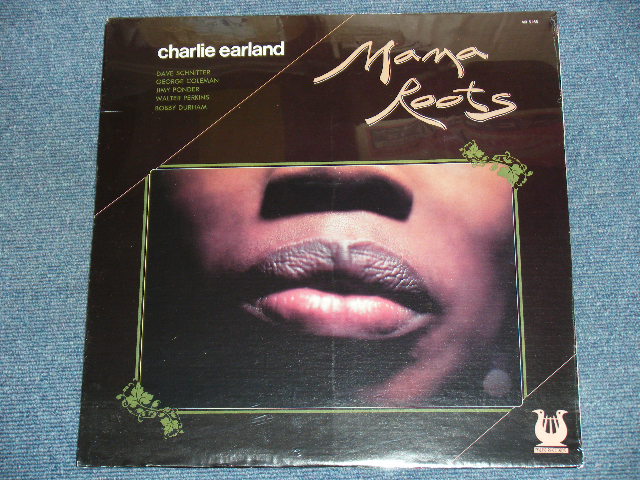 charlie earland
Mama
Roots
DAVE SCHNITTER
GEORGE COLEMAN
JIMY PONDER
WALTER PERKINS
BOBBY DURHAM